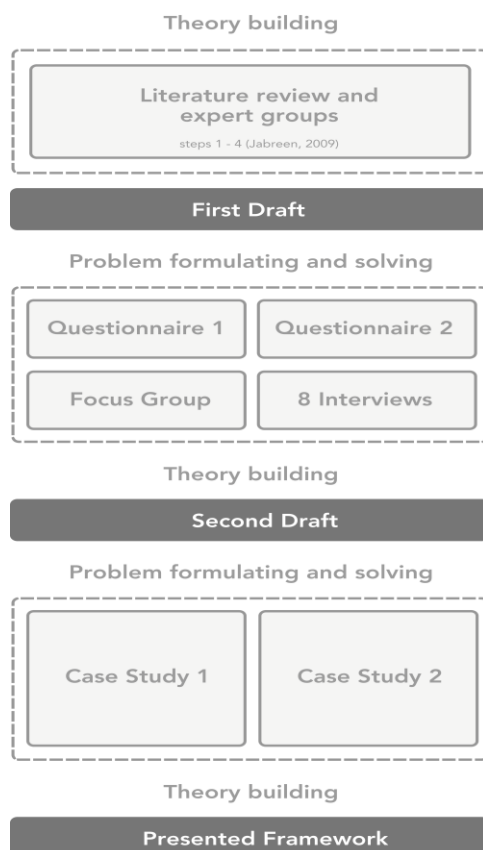 Theory building
Literature review and
expert groups
steps 1 - 4 (Jabreen, 2009)
First Draft
Problem formulating and solving
Questionnaire 1
Questionnaire 2
Focus Group
8 Interviews
Theory building
Second Draft
Problem formulating and solving
Case Study 1
Case Study 2
Theory building
Presented Framework